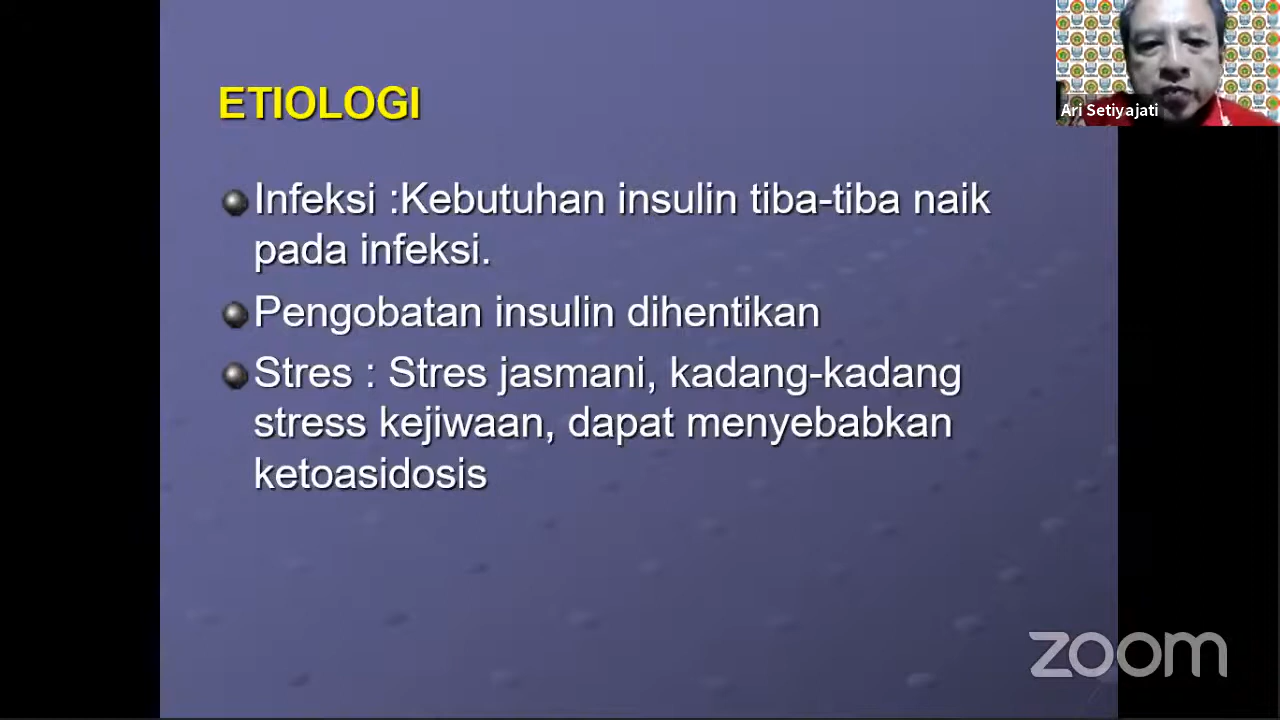 ETIOLOGI
Infeksi :Kebutuhan insulin tiba-tiba naik
pada infeksi.
Pengobatan insulin dihentikan
Stres : Stres jasmani, kadang-kadang
stress kejiwaan, dapat menyebabkan
ketoasidosis
Ari Setiyajati
zoom